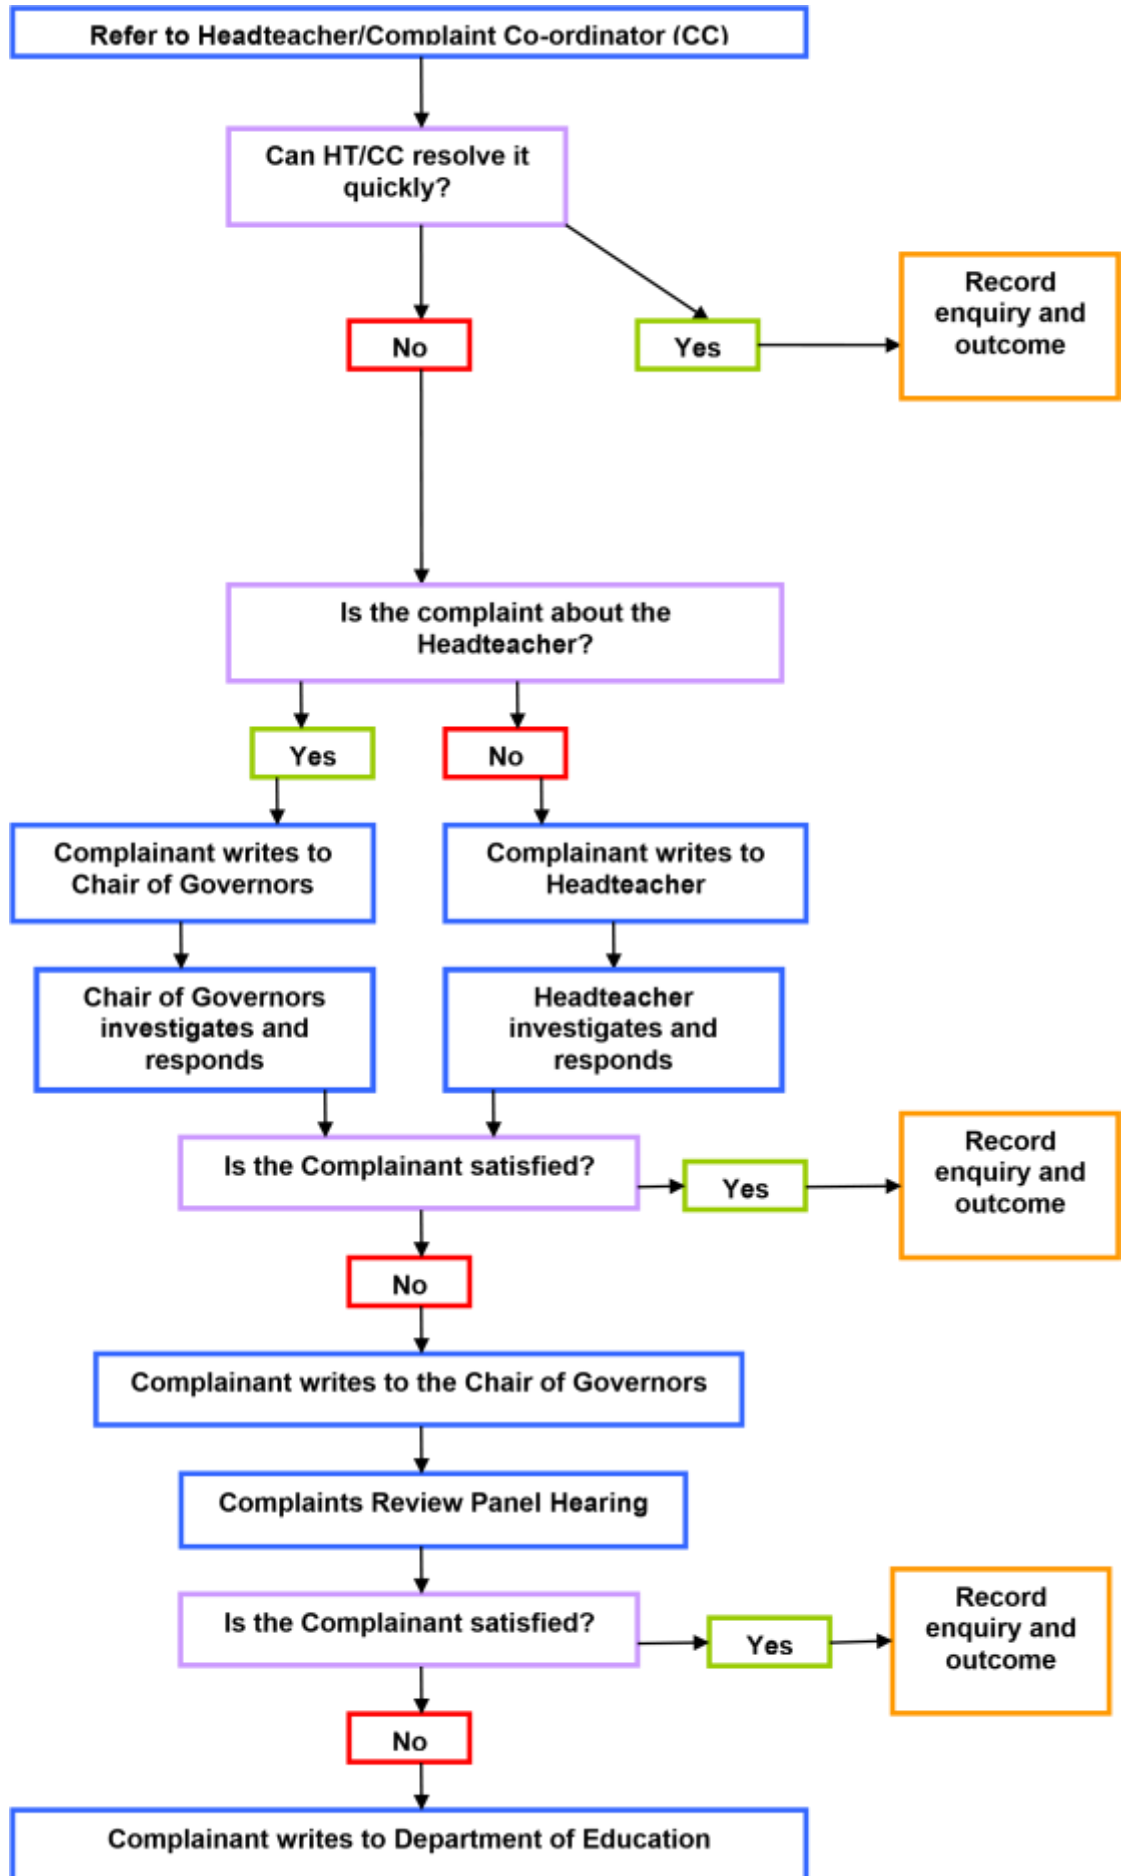 Refer to Headteacher/Complaint Co-ordinator (CC)
Can HT/CC resolve it
quickly?
Record
enquiry and
outcome
No
Yes
Is the complaint about the
Headteacher?
Yes
No
Complainant writes to
Chair of Governors
Complainant writes to
Headteacher
Chair of Governors
investigates and
responds
Headteacher
investigates and
responds
Is the Complainant satisfied?
Yes
Record
enquiry and
outcome
No
Complainant writes to the Chair of Governors
Complaints Review Panel Hearing
Is the Complainant satisfied?
Yes
Record
enquiry and
outcome
No
Complainant writes to Department of Education